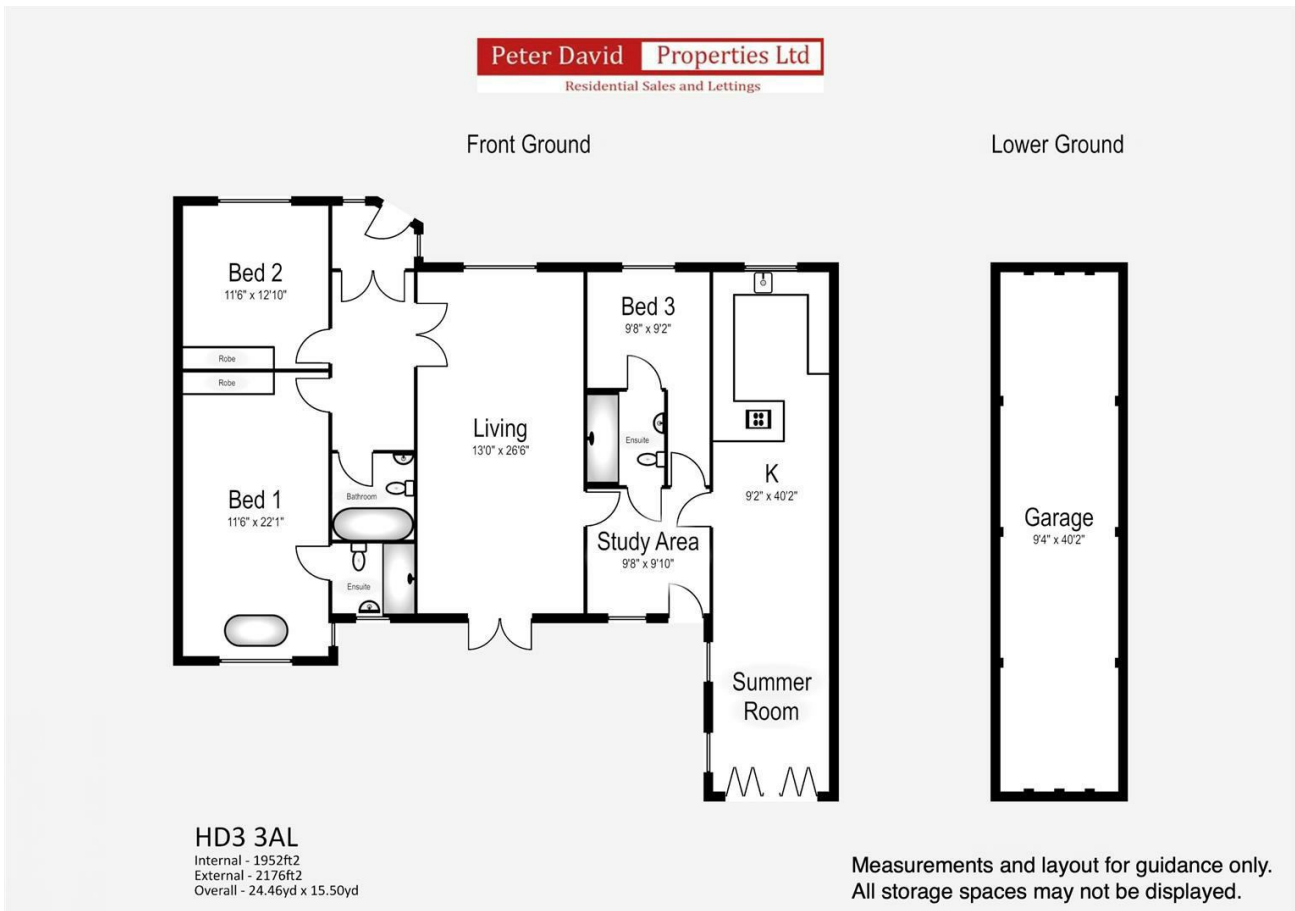 Peter David Properties Ltd
Residential Sales and Lettings
Front Ground
Lower Ground
Bed 2
11'6" x 12'10"
Robe
Robe
Bed 1
11'6" x 22'1"
Bathroom
Ensuite
Living
13'0" x 26'6"
Bed 3
9'8" x 9'2"
Ensuite
Study Area
9'8" x 9'10"
K
9'2" x 40'2"
Summer
Room
Garage
9'4" x 40'2"
HD3 3AL
Internal - 1952ft2
External - 2176ft2
Overall - 24.46yd x 15.50yd
Measurements and layout for guidance only.
All storage spaces may not be displayed.